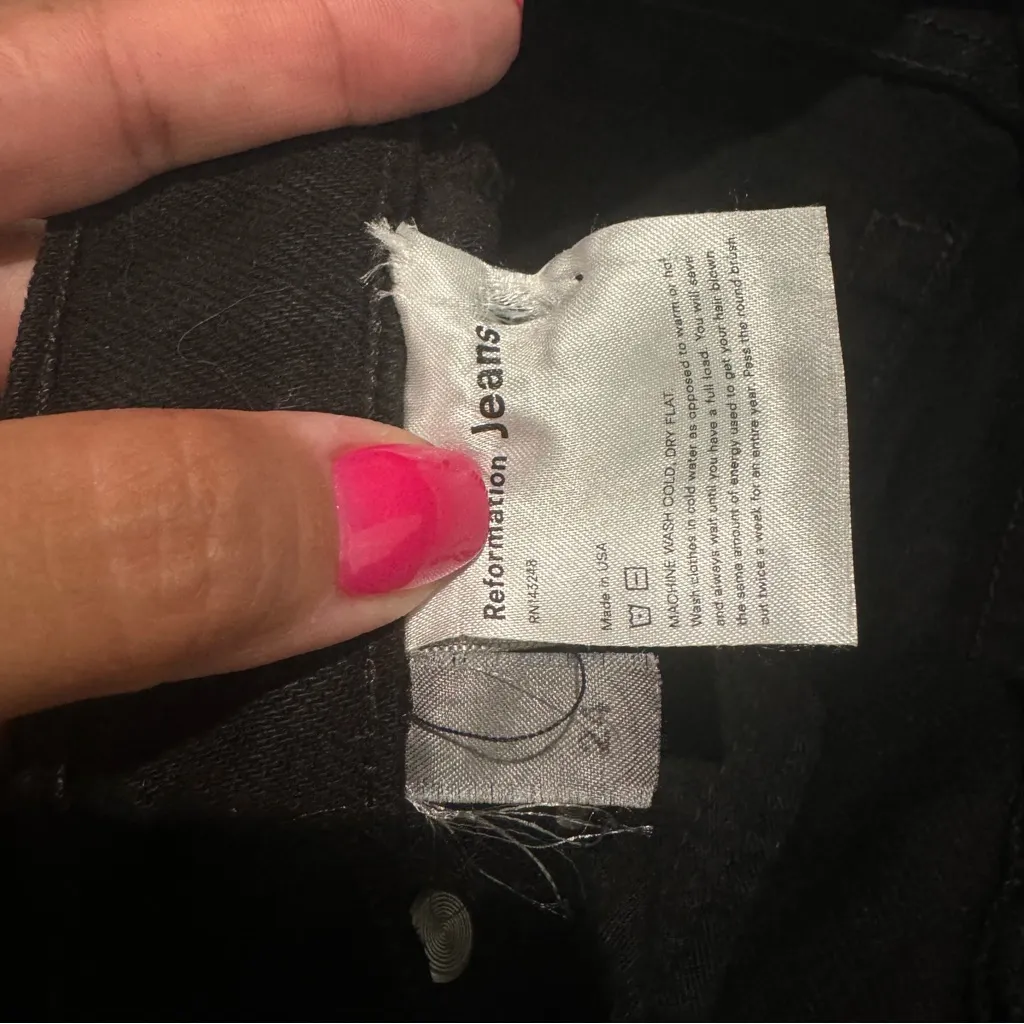 Reformation Jeans
RN143248
Made in USA
MACHINE WASH COLD, DRY FLAT
Wash clothes in cold water as opposed to warm or hot,
and always wait until you have a full load. You will save
the same amount of energy used to get your hair blown
out twice a week for an entire year. Pass the round brush
24